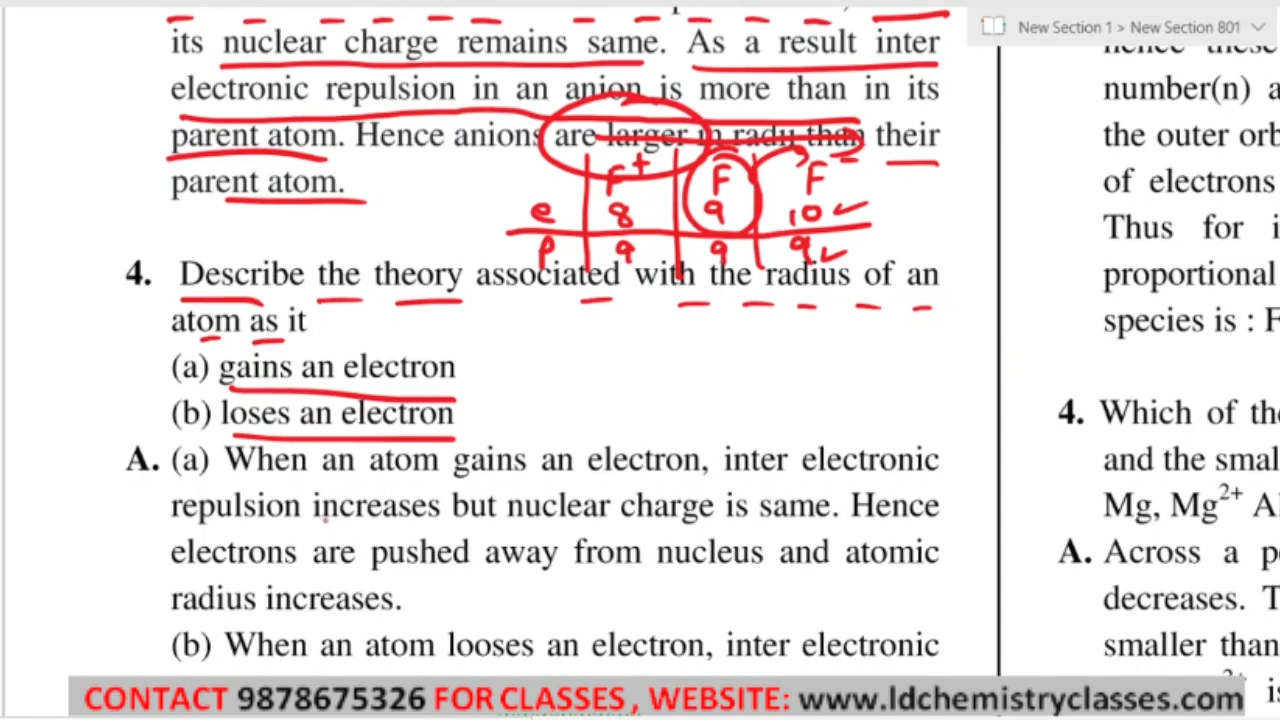 New Section 1 > New Section 801
its nuclear charge remains same. As a result inter
electronic repulsion in an anion is more than in its
parent atom. Hence anions are larger in radii than their
parent atom.
F+ F F
e 8 9 10
p 9 9 9
4. Describe the theory associated with the radius of an
atom as it
(a) gains an electron
(b) loses an electron
A. (a) When an atom gains an electron, inter electronic
repulsion increases but nuclear charge is same. Hence
electrons are pushed away from nucleus and atomic
radius increases.
(b) When an atom looses an electron, inter electronic
hence these
number(n) a
the outer orb
of electrons
Thus for i
proportional
species is : F
4. Which of the
and the smal
Mg, Mg2+ Al
A. Across a pe
decreases. T
smaller than
is
CONTACT 9878675326 FOR CLASSES , WEBSITE: www.ldchemistryclasses.com